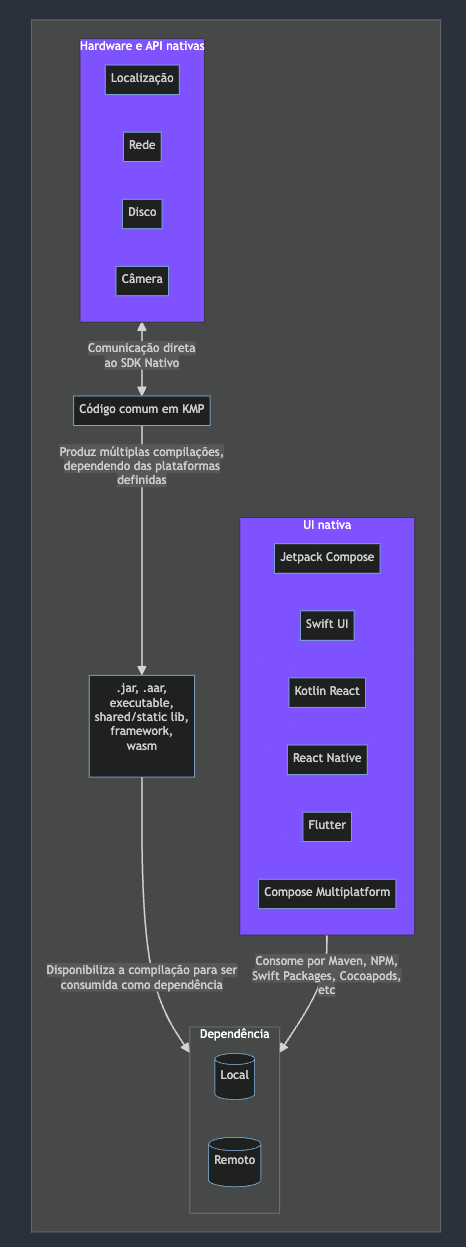 Hardware e API nativas
Localização
Rede
Disco
Câmera
Comunicação direta
ao SDK Nativo
Código comum em KMP
Produz múltiplas compilações,
dependendo das plataformas
definidas
UI nativa
Jetpack Compose
Swift UI
Kotlin React
React Native
Flutter
Compose Multiplatform
.jar, .aar,
executable,
shared/static lib,
framework,
wasm
Disponibiliza a compilação para ser
consumida como dependência
Consome por Maven, NPM,
Swift Packages, Cocoapods,
etc
Dependência
Local
Remoto